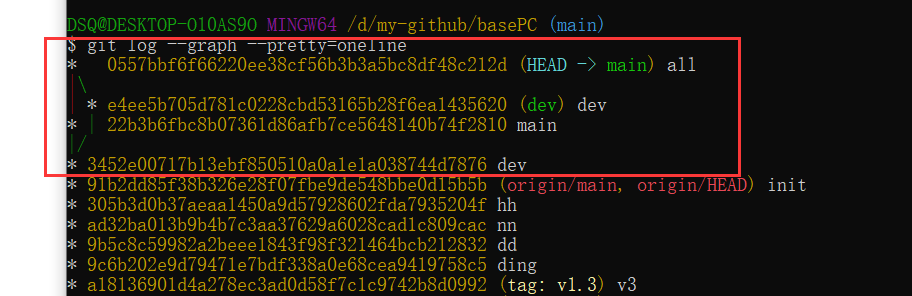 DSQ@DESKTOP-O10AS9O MINGW64 /d/my-github/basePC (main)
$ git log --graph --pretty=oneline
*   0557bbf6f66220ee38cf56b3b3a5bc8df48c212d (HEAD -> main) all
|\
| * e4ee5b705d781c0228cbd53165b28f6ea1435620 (dev) dev
* | 22b3b6fbc8b07361d86afb7ce5648140b74f2810 main
|/
* 3452e00717b13ebf850510a0a1e1a038744d7876 dev
* 91b2dd85f38b326e28f07fbe9de548bbe0d15b5b (origin/main, origin/HEAD) init
* 305b3d0b37aeaa1450a9d57928602fda7935204f hh
* ad32ba013b9b4b7c3aa37629a6028cad1c809cac nn
* 9b5c8c59982a2beee1843f98f321464bcb212832 dd
* 9c6b202e9d79471e7bdf338a0e68cea9419758c5 ding
* a18136901d4a278ec3ad0d58f7c1c9742b8d0992 (tag: v1.3) v3